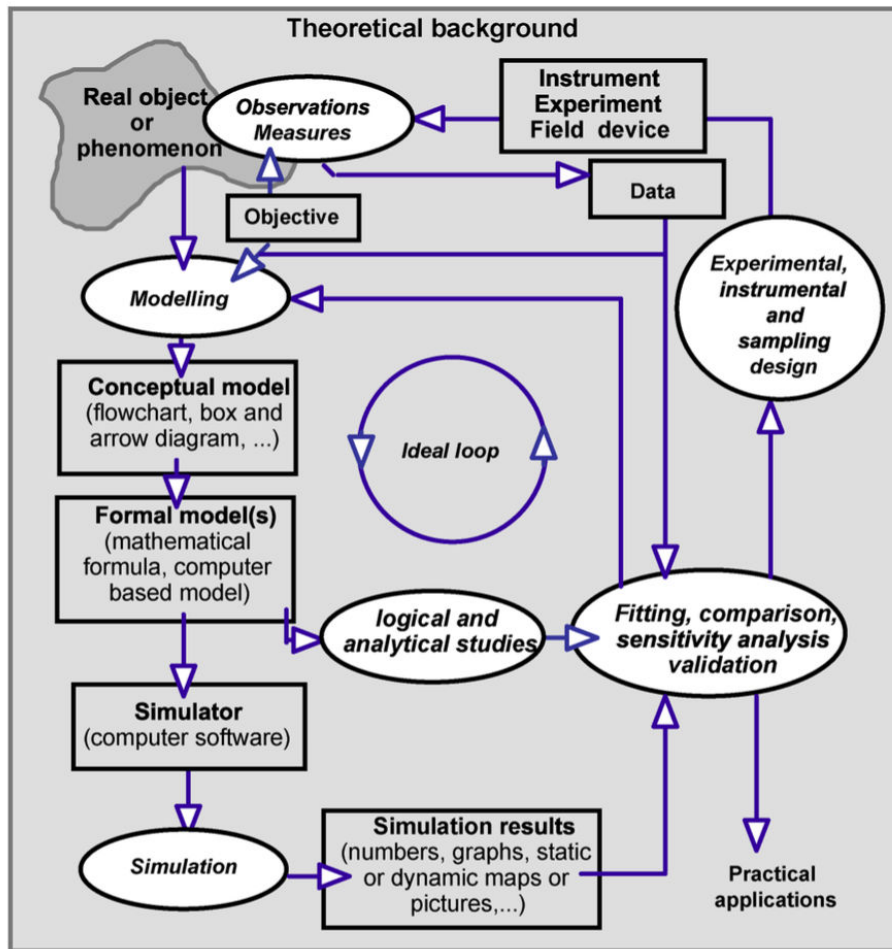 Theoretical background
Real object
or
phenomenon
Observations
Measures
Instrument
Experiment
Field device
Objective
Data
Modelling
Experimental,
instrumental
and
sampling
design
Conceptual model
(flowchart, box and
arrow diagram, ...)
Ideal loop
Formal model(s)
(mathematical
formula, computer
based model)
logical and
analytical studies
Fitting, comparison,
sensitivity analysis
validation
Simulator
(computer software)
Simulation
Simulation results
(numbers, graphs, static
or dynamic maps or
pictures,...)
Practical
applications